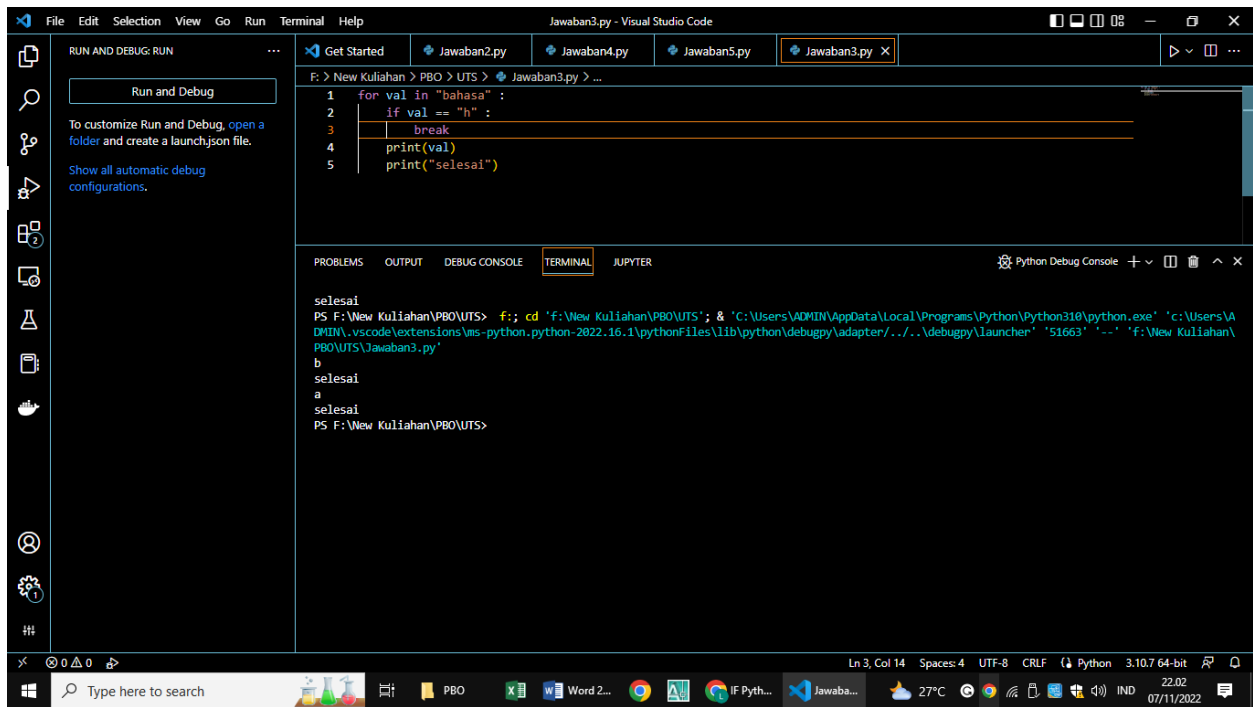 File Edit Selection View Go Run Terminal Help Jawaban3.py - Visual Studio Code
RUN AND DEBUG: RUN ...
Get Started Jawaban2.py Jawaban4.py Jawaban5.py Jawaban3.py
F: > New Kuliahan > PBO > UTS > Jawaban3.py > ...
Run and Debug
To customize Run and Debug, open a
folder and create a launch.json file.
Show all automatic debug
configurations.
1 for val in "bahasa" :
2 if val == "h" :
3 break
4 print(val)
5 print("selesai")
PROBLEMS OUTPUT DEBUG CONSOLE TERMINAL JUPYTER Python Debug Console
selesai
PS F:\New Kuliahan\PBO\UTS> f:; cd 'f:\New Kuliahan\PBO\UTS'; & 'C:\Users\ADMIN\AppData\Local\Programs\Python\Python310\python.exe' 'c:\Users\A
DMIN\.vscode\extensions\ms-python.python-2022.16.1\pythonFiles\lib\python\debugpy\adapter/../..\debugpy\launcher' '51663' '--' 'f:\New Kuliahan\
PBO\UTS\Jawaban3.py'
b
selesai
a
selesai
PS F:\New Kuliahan\PBO\UTS>
2
1
0 0 Ln 3, Col 14 Spaces: 4 UTF-8 CRLF Python 3.10.7 64-bit
Type here to search PBO Word 2... IF Pyth... Jawaba... 27°C IND 22.02
07/11/2022